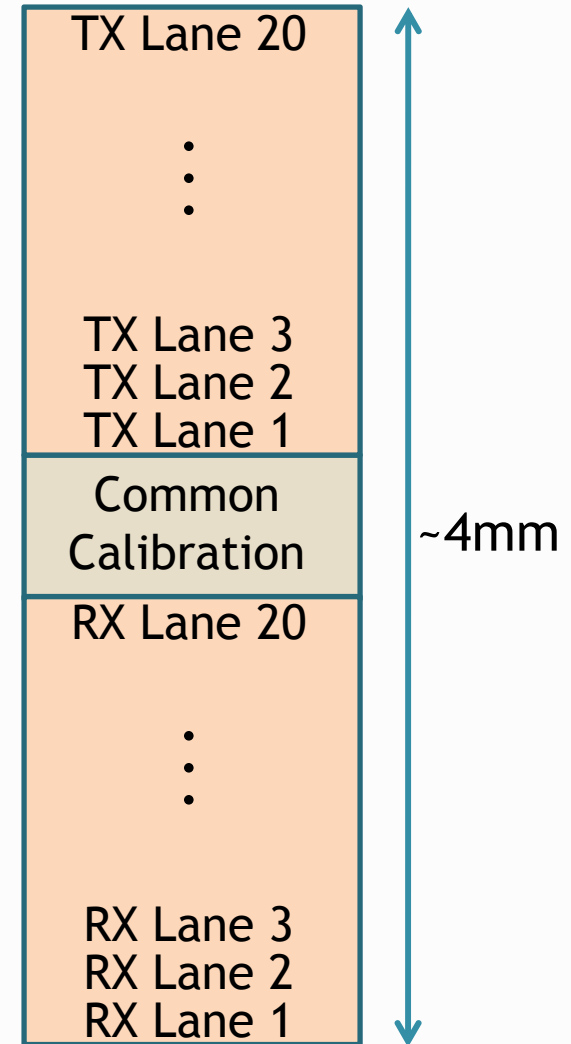 TX Lane 20
TX Lane 3
TX Lane 2
TX Lane 1
Common
Calibration
RX Lane 20
RX Lane 3
RX Lane 2
RX Lane 1
~4mm